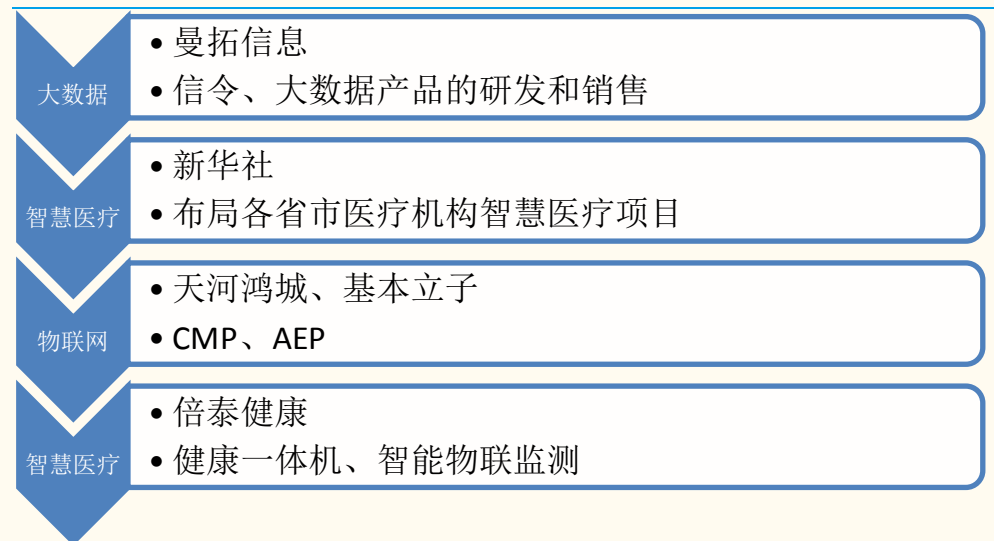 大数据
• 曼拓信息
• 信令、大数据产品的研发和销售
智慧医疗
• 新华社
• 布局各省市医疗机构智慧医疗项目
物联网
• 天河鸿城、基本立子
• CMP、AEP
智慧医疗
• 倍泰健康
• 健康一体机、智能物联监测